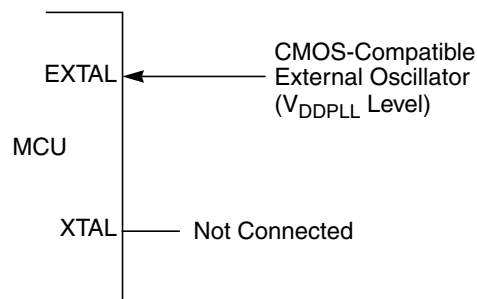 CMOS-Compatible
EXTAL External Oscillator
(VDDPLL Level)
MCU
XTAL Not Connected